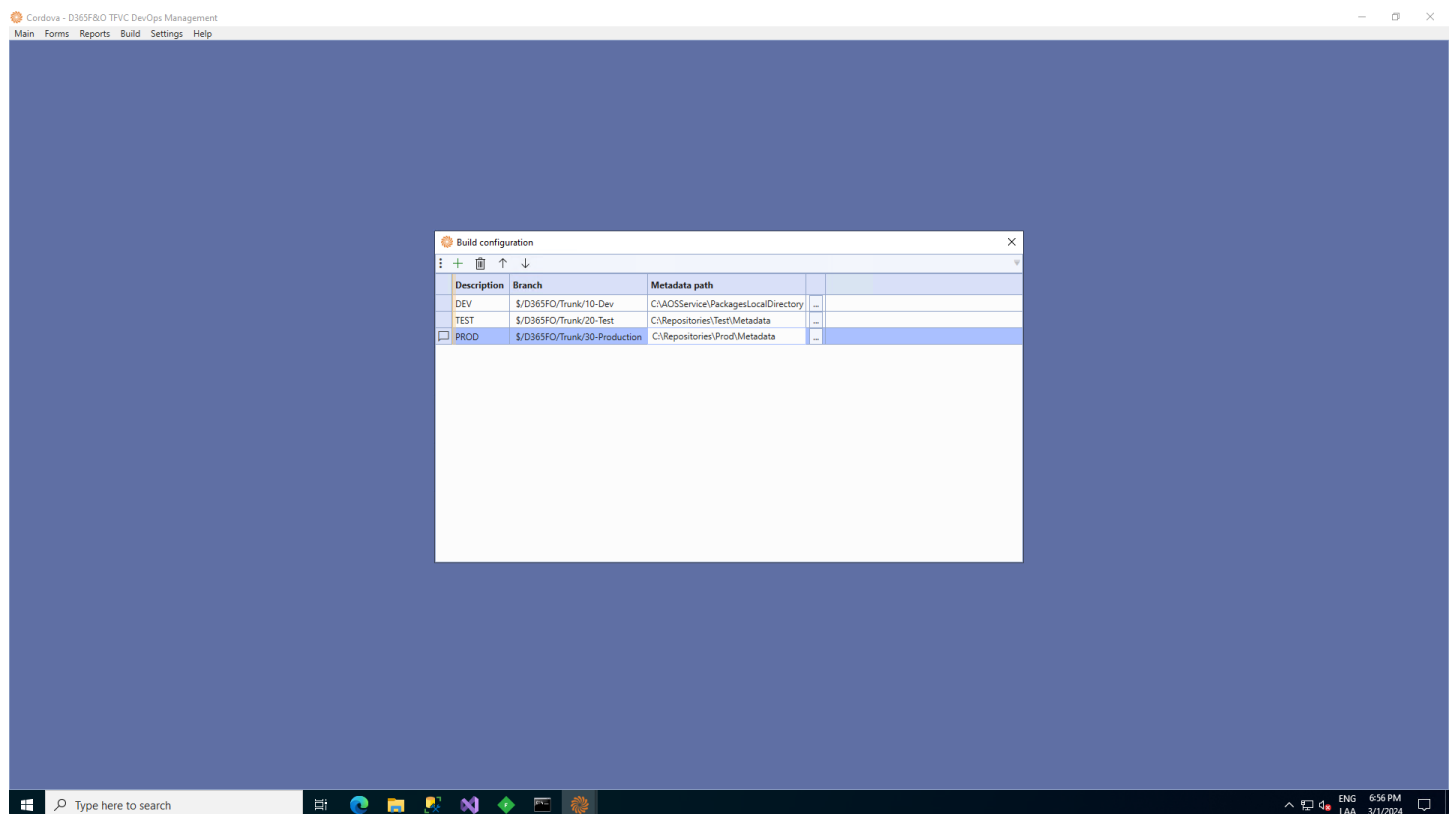 Cordova - D365F&O TFVC DevOps Management
Main Forms Reports Build Settings Help
Build configuration
Description Branch Metadata path
DEV $/D365FO/Trunk/10-Dev C:\AOSService\PackagesLocalDirectory ...
TEST $/D365FO/Trunk/20-Test C:\Repositories\Test\Metadata ...
PROD $/D365FO/Trunk/30-Production C:\Repositories\Prod\Metadata ...
Type here to search
ENG 6:56 PM
LAA 3/1/2024